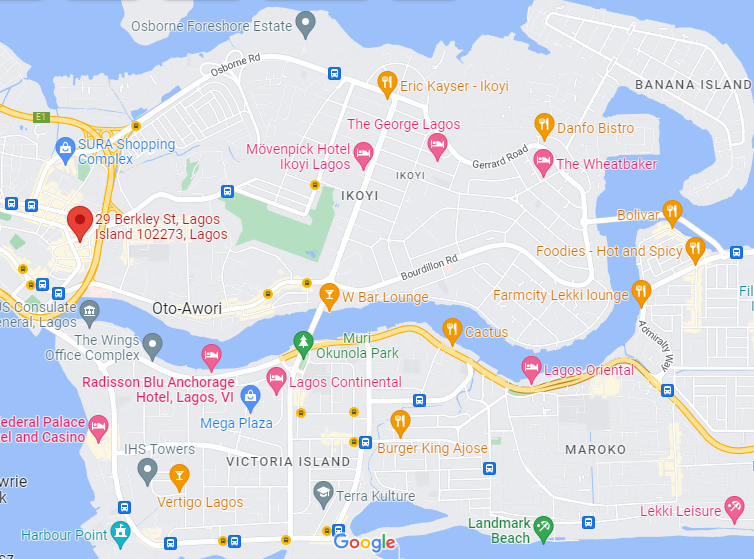 Osborne Foreshore Estate
Osborne Rd
Eric Kayser - Ikoyi
BANANA ISLAND
E1
SURA Shopping
Complex
The George Lagos
Danfo Bistro
Mövenpick Hotel
Ikoyi Lagos
Gerrard Road
The Wheatbaker
IKOYI
IKOYI
29 Berkley St, Lagos
Island 102273, Lagos
Bolivar
Foodies - Hot and Spicy
Bourdillon Rd
W Bar Lounge
Farmcity Lekki lounge
Oto-Awori
US Consulate
General, Lagos
The Wings
Office Complex
Muri
Okunola Park
Cactus
Admiralty Way
Fil
Radisson Blu Anchorage
Hotel, Lagos, VI
Lagos Continental
Lagos Oriental
Mega Plaza
Federal Palace
el and Casino
Burger King Ajose
MAROKO
IHS Towers
VICTORIA ISLAND
wrie
k
Vertigo Lagos
Terra Kulture
Lekki Leisure
Landmark
Beach
Harbour Point
Google
sz